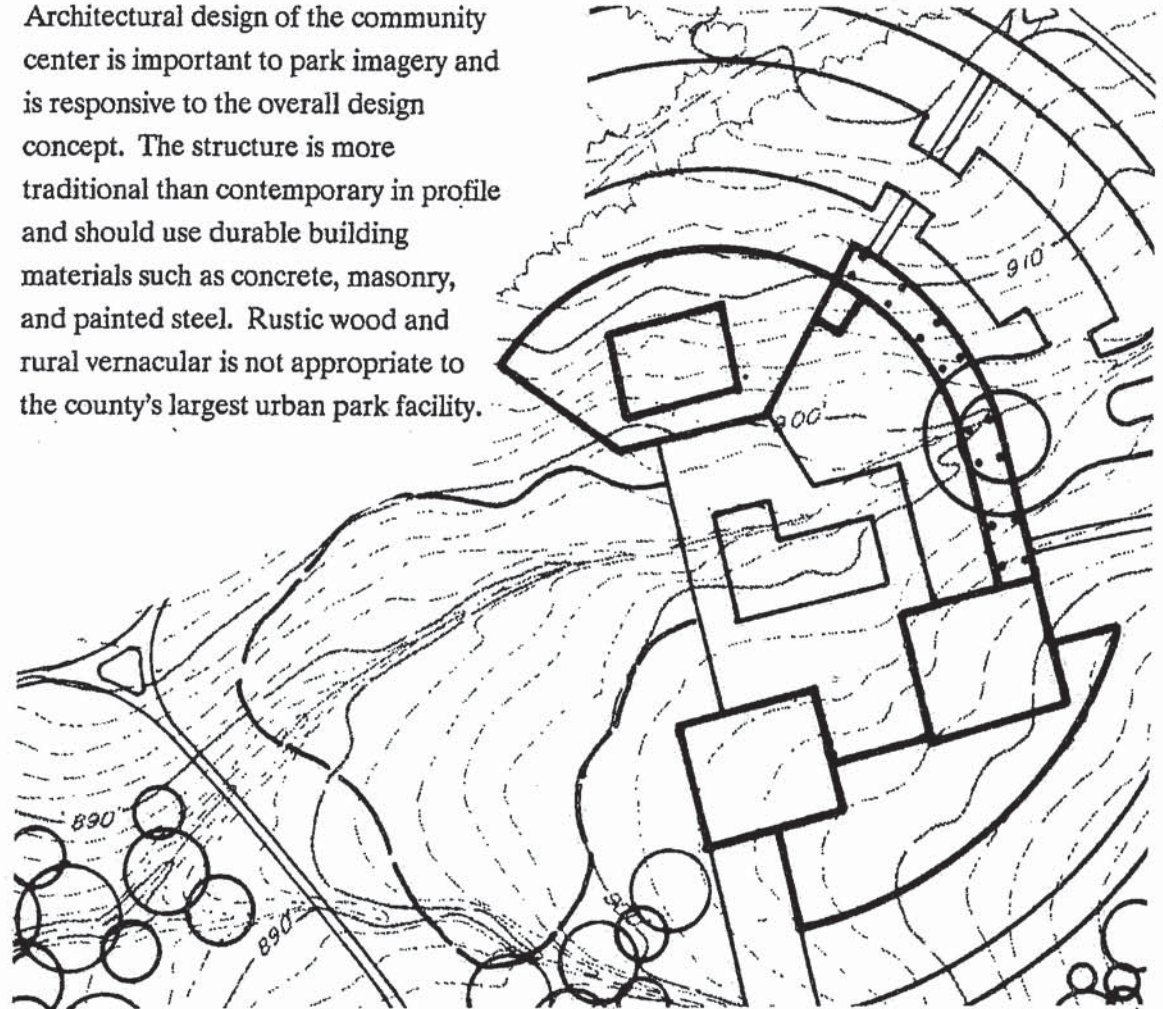 Architectural design of the community
center is important to park imagery and
is responsive to the overall design
concept. The structure is more
traditional than contemporary in profile
and should use durable building
materials such as concrete, masonry,
and painted steel. Rustic wood and
rural vernacular is not appropriate to
the county's largest urban park facility.
910'
900'
890'
890'